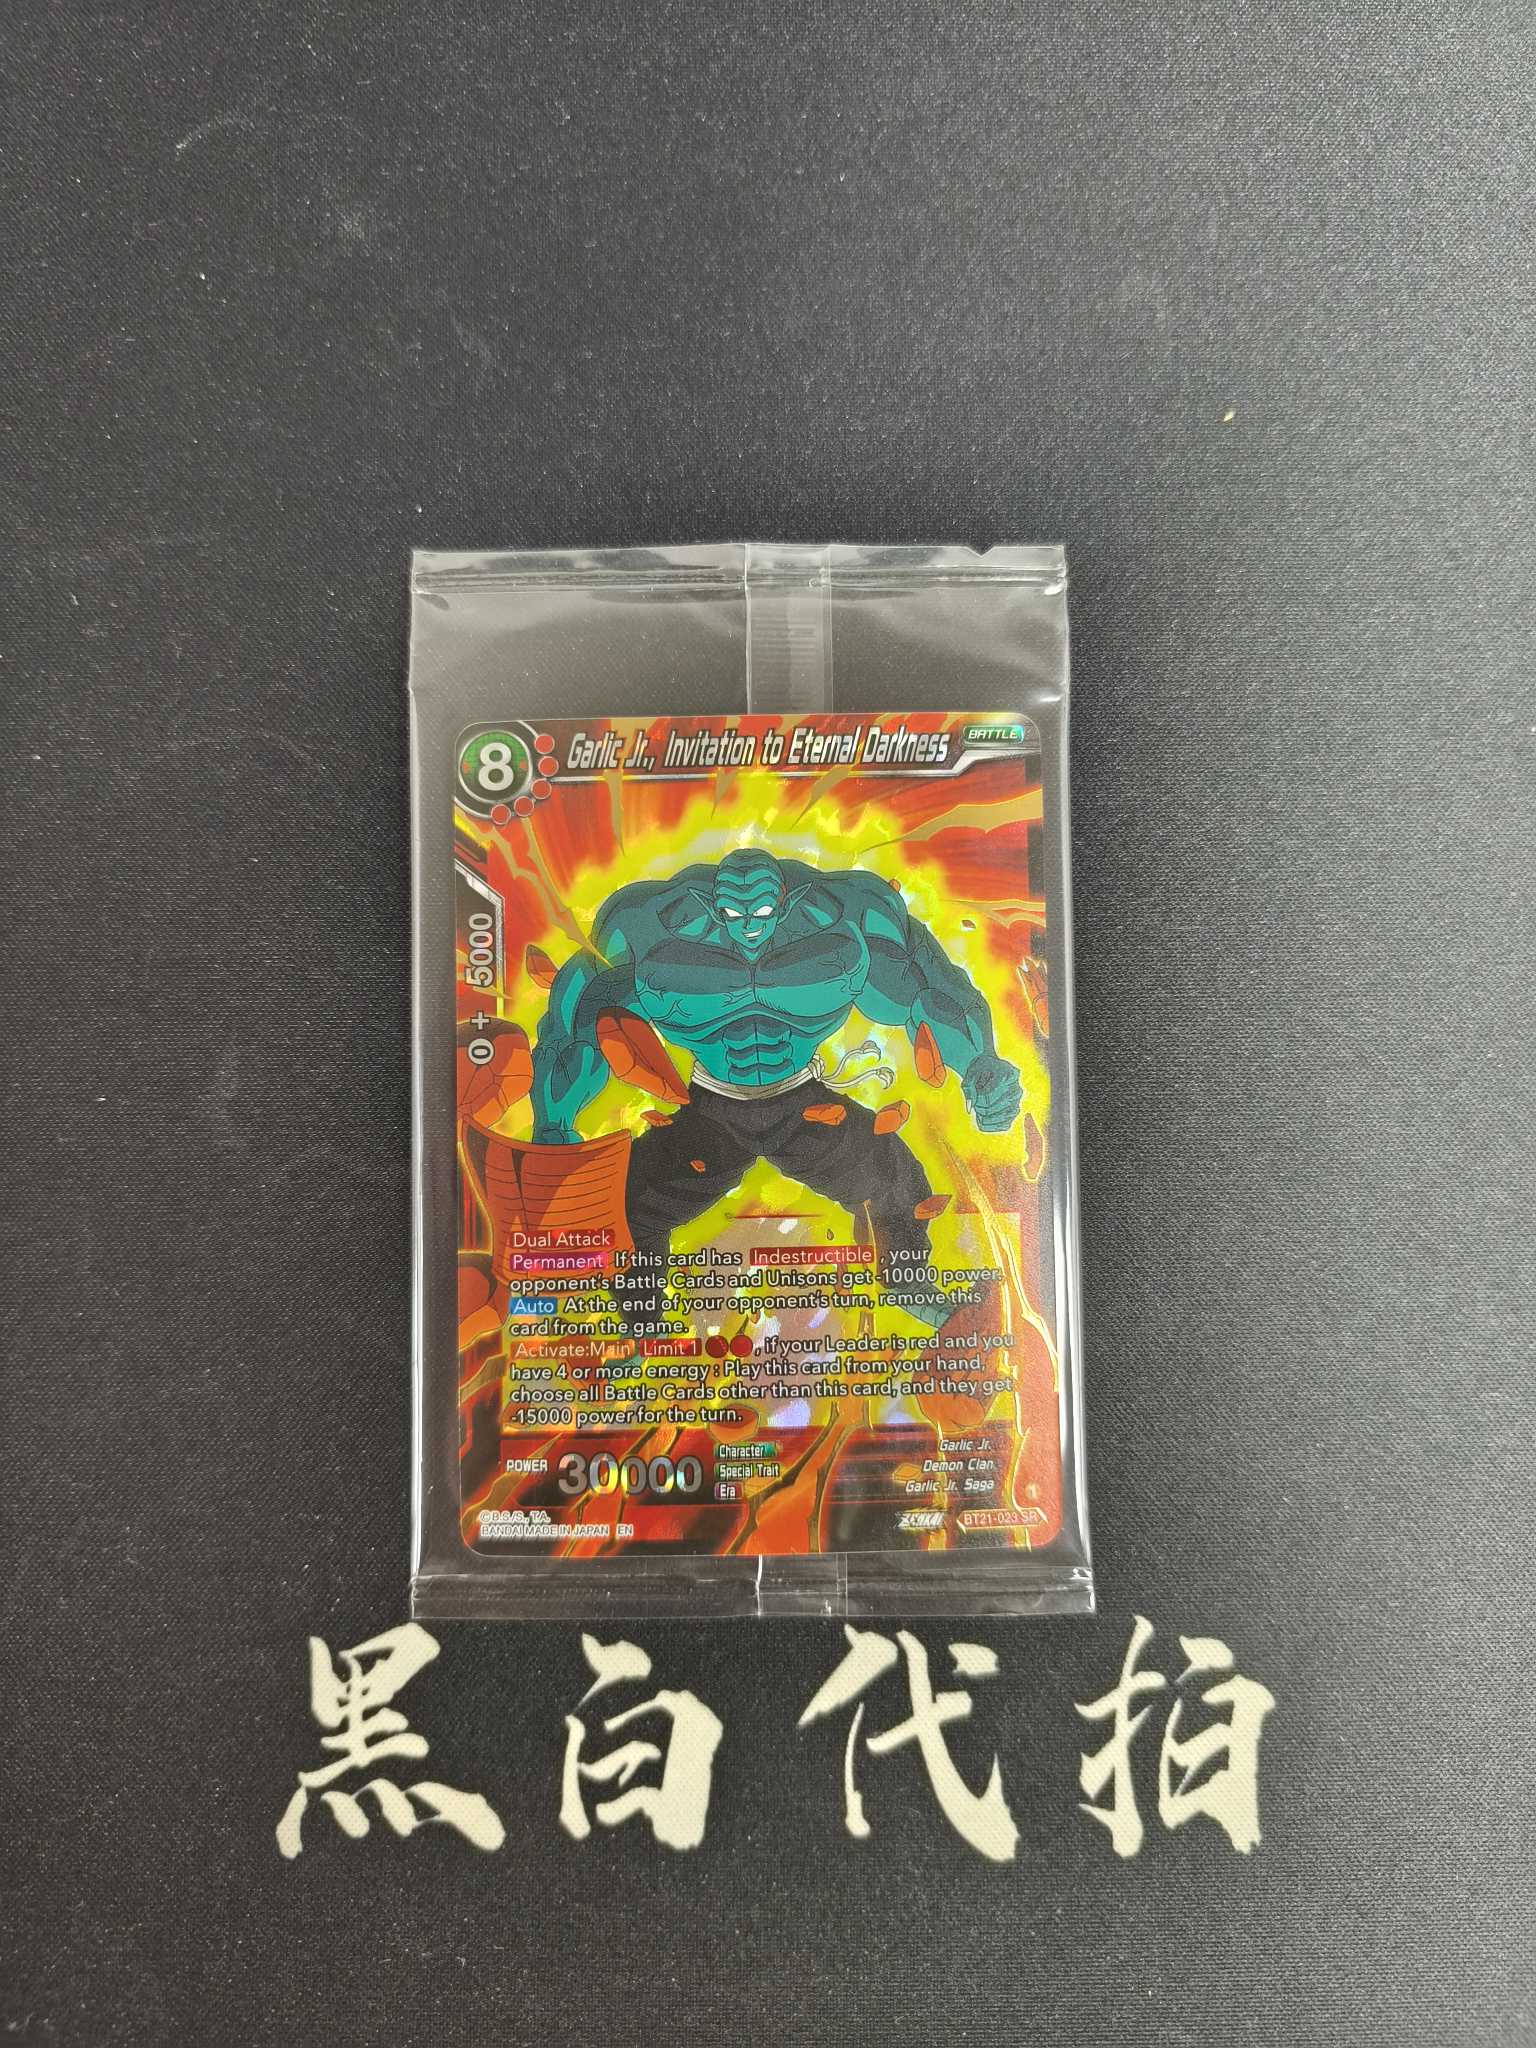 8
Garlic Jr., Invitation to Eternal Darkness
BATTLE
0 + 5000
Dual Attack
Permanent If this card has Indestructible, your
opponent's Battle Cards and Unisons get -10000 power.
Auto At the end of your opponent's turn, remove this
card from the game.
Activate:Main Limit 1 , if your Leader is red and you
have 4 or more energy : Play this card from your hand,
choose all Battle Cards other than this card, and they get
-15000 power for the turn.
POWER 30000
Character Garlic Jr.
Special Trait Demon Clan
Era Garlic Jr. Saga
1
©B.S./S., T.A.
BANDAI MADE IN JAPAN EN
BT21-023 SR
黑白代拍